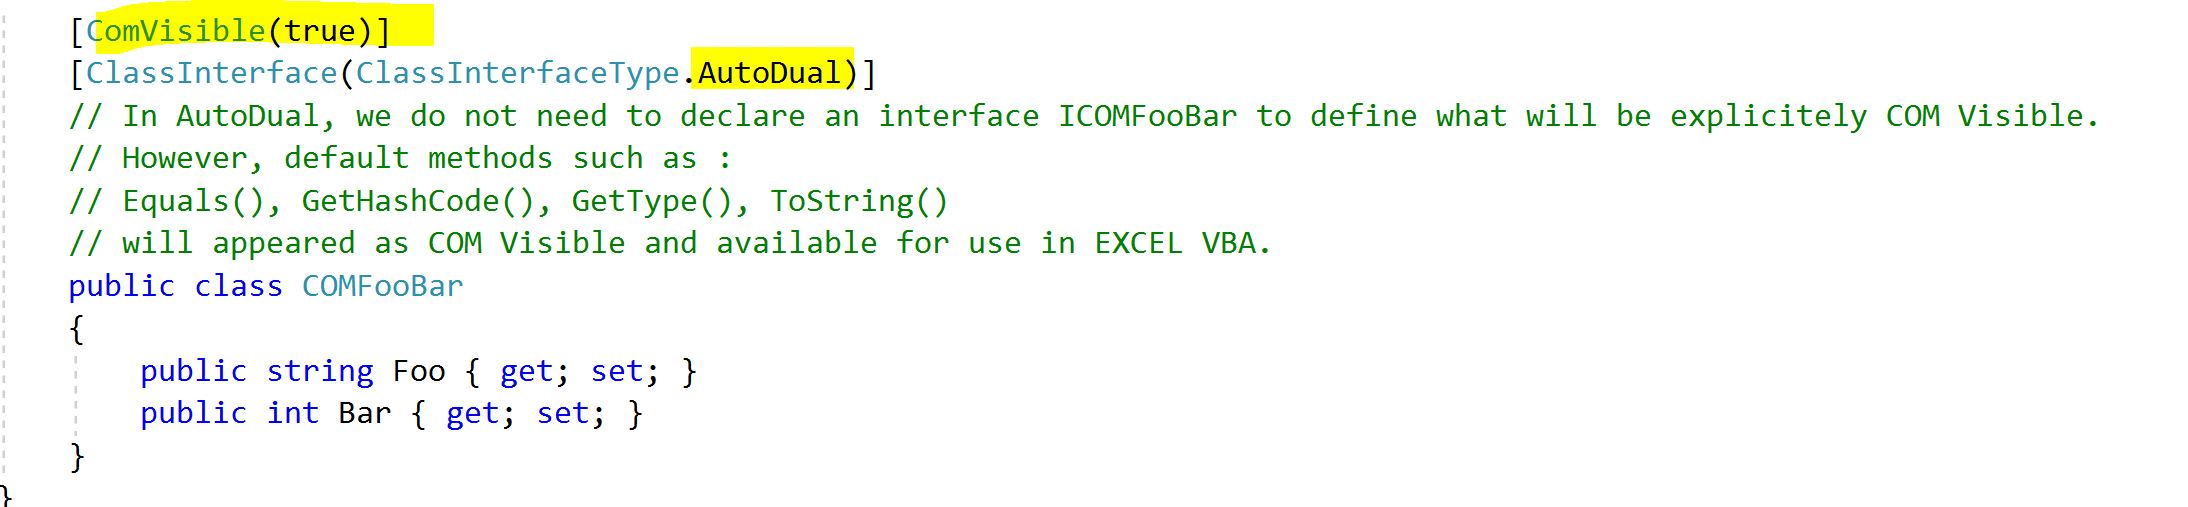 [ComVisible(true)]
[ClassInterface(ClassInterfaceType.AutoDual)]
// In AutoDual, we do not need to declare an interface ICOMFooBar to define what will be explicitely COM Visible.
// However, default methods such as :
// Equals(), GetHashCode(), GetType(), ToString()
// will appeared as COM Visible and available for use in EXCEL VBA.
public class COMFooBar
{
public string Foo { get; set; }
public int Bar { get; set; }
}
}